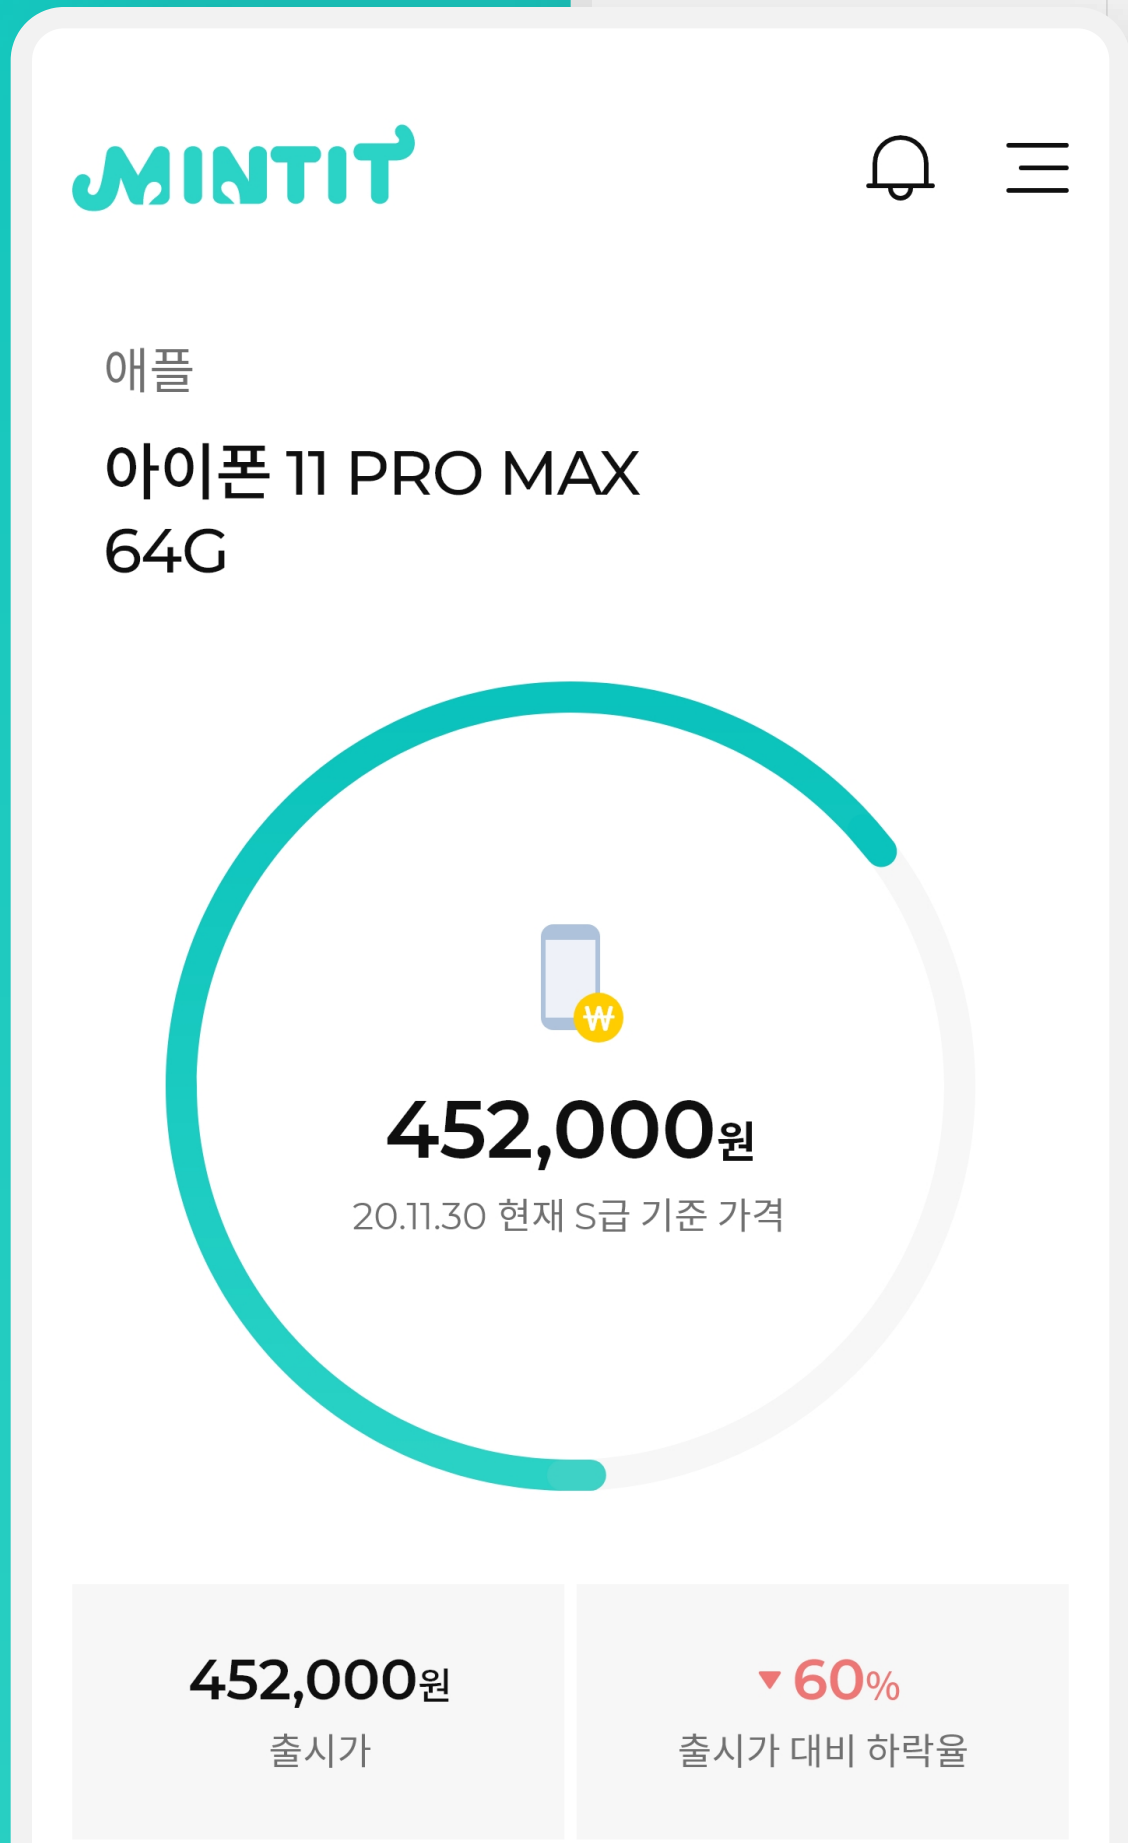 MINTIT
애플
아이폰 11 PRO MAX
64G
₩
452,000원
20.11.30 현재 S급 기준 가격
452,000원
출시가
▼ 60%
출시가 대비 하락율